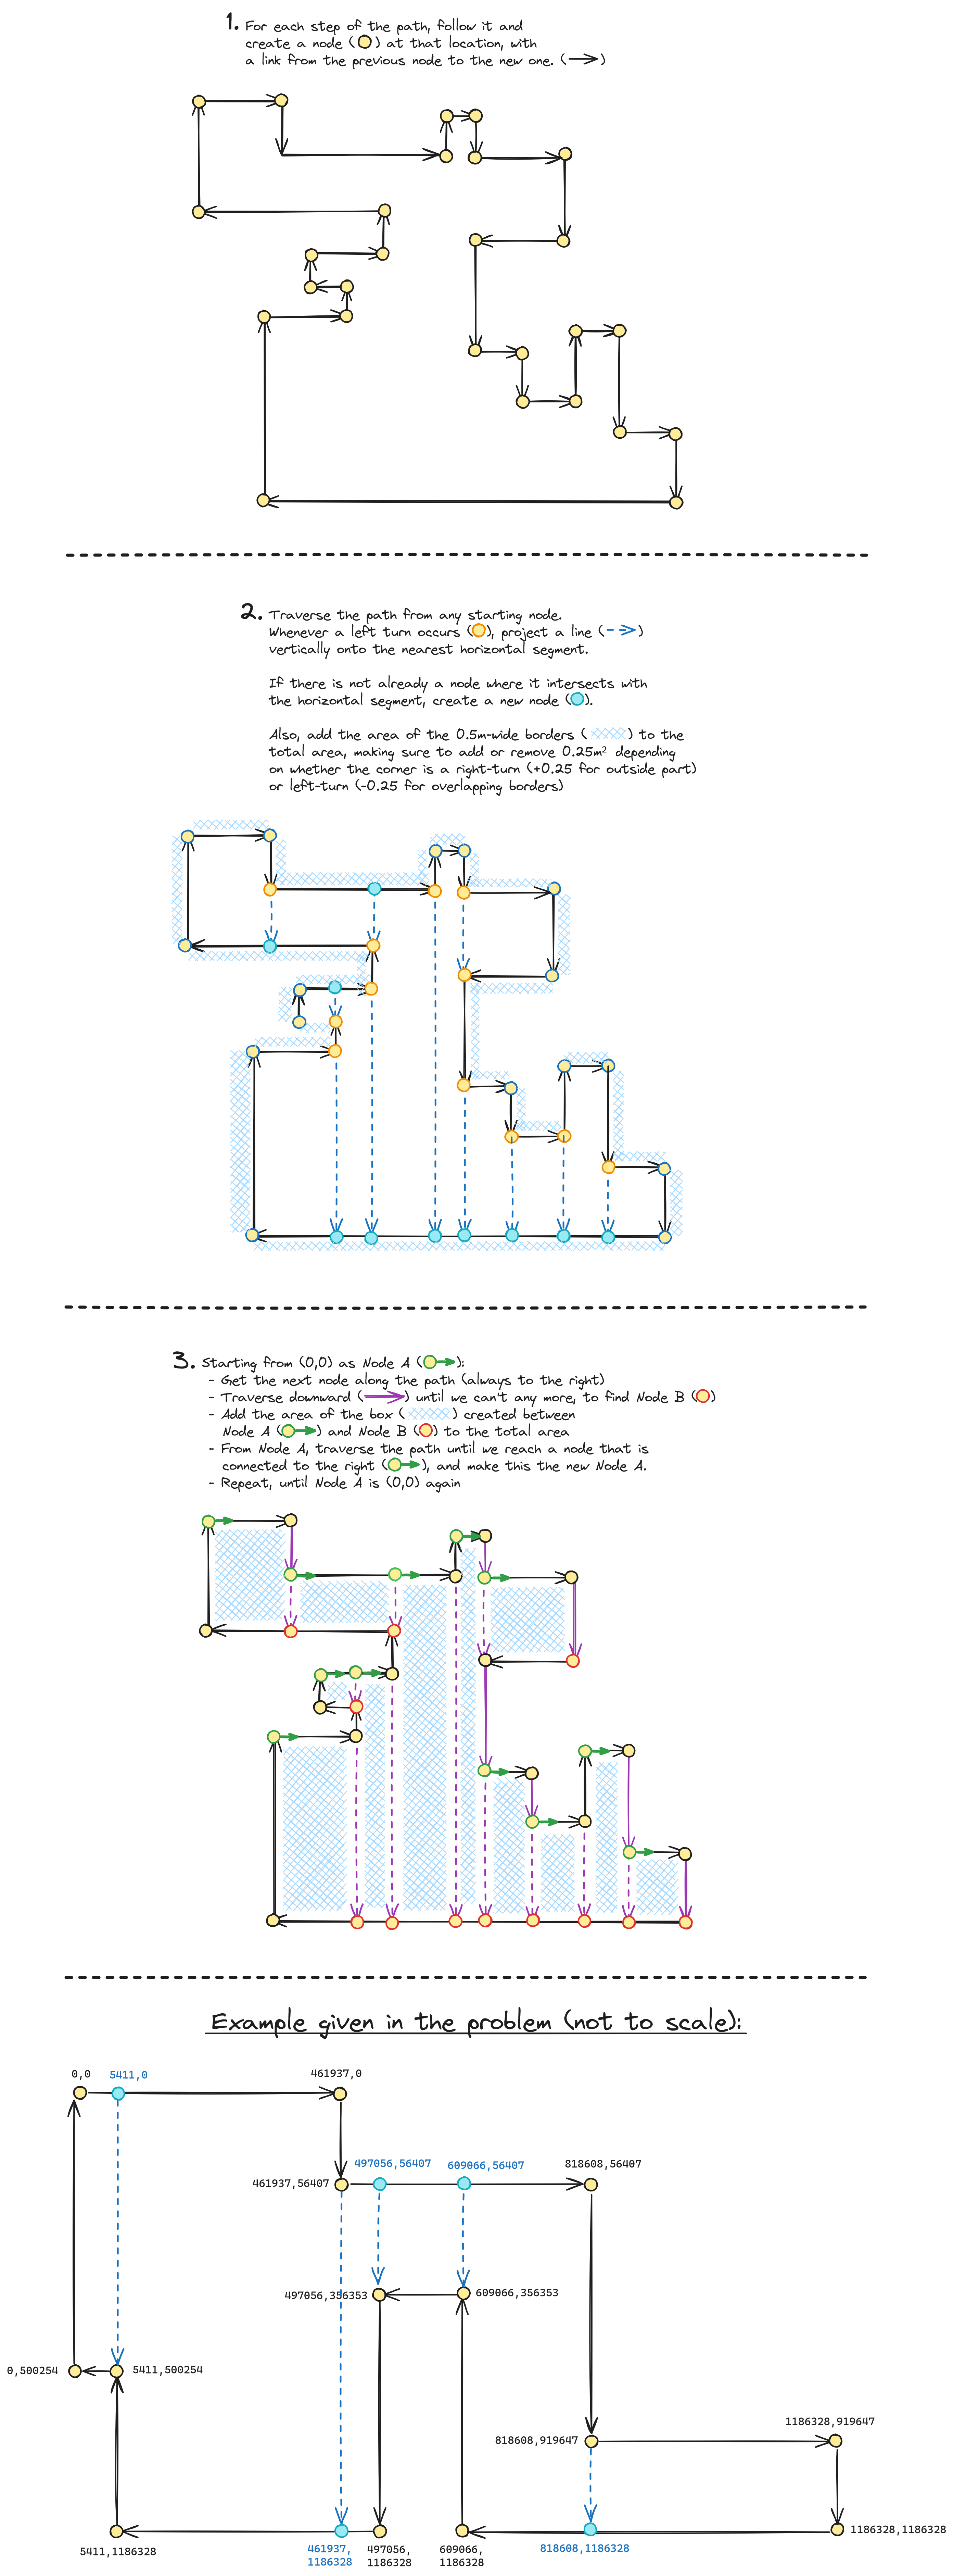 1. For each step of the path, follow it and
create a node ( ) at that location, with
a link from the previous node to the new one. ( )
2. Traverse the path from any starting node.
Whenever a left turn occurs ( ), project a line ( )
vertically onto the nearest horizontal segment.
If there is not already a node where it intersects with
the horizontal segment, create a new node ( ).
Also, add the area of the 0.5m-wide borders ( ) to the
total area, making sure to add or remove 0.25m² depending
on whether the corner is a right-turn (+0.25 for outside part)
or left-turn (-0.25 for overlapping borders)
3. Starting from (0,0) as Node A ( ):
- Get the next node along the path (always to the right)
- Traverse downward ( ) until we can't any more, to find Node B ( )
- Add the area of the box ( ) created between
Node A ( ) and Node B ( ) to the total area
- From Node A, traverse the path until we reach a node that is
connected to the right ( ), and make this the new Node A.
- Repeat, until Node A is (0,0) again
Example given in the problem (not to scale):
0,0
5411,0
461937,0
461937,56407
497056,56407
609066,56407
818608,56407
497056,356353
609066,356353
0,500254
5411,500254
818608,919647
1186328,919647
5411,1186328
461937,
1186328
497056,
1186328
609066,
1186328
818608,1186328
1186328,1186328